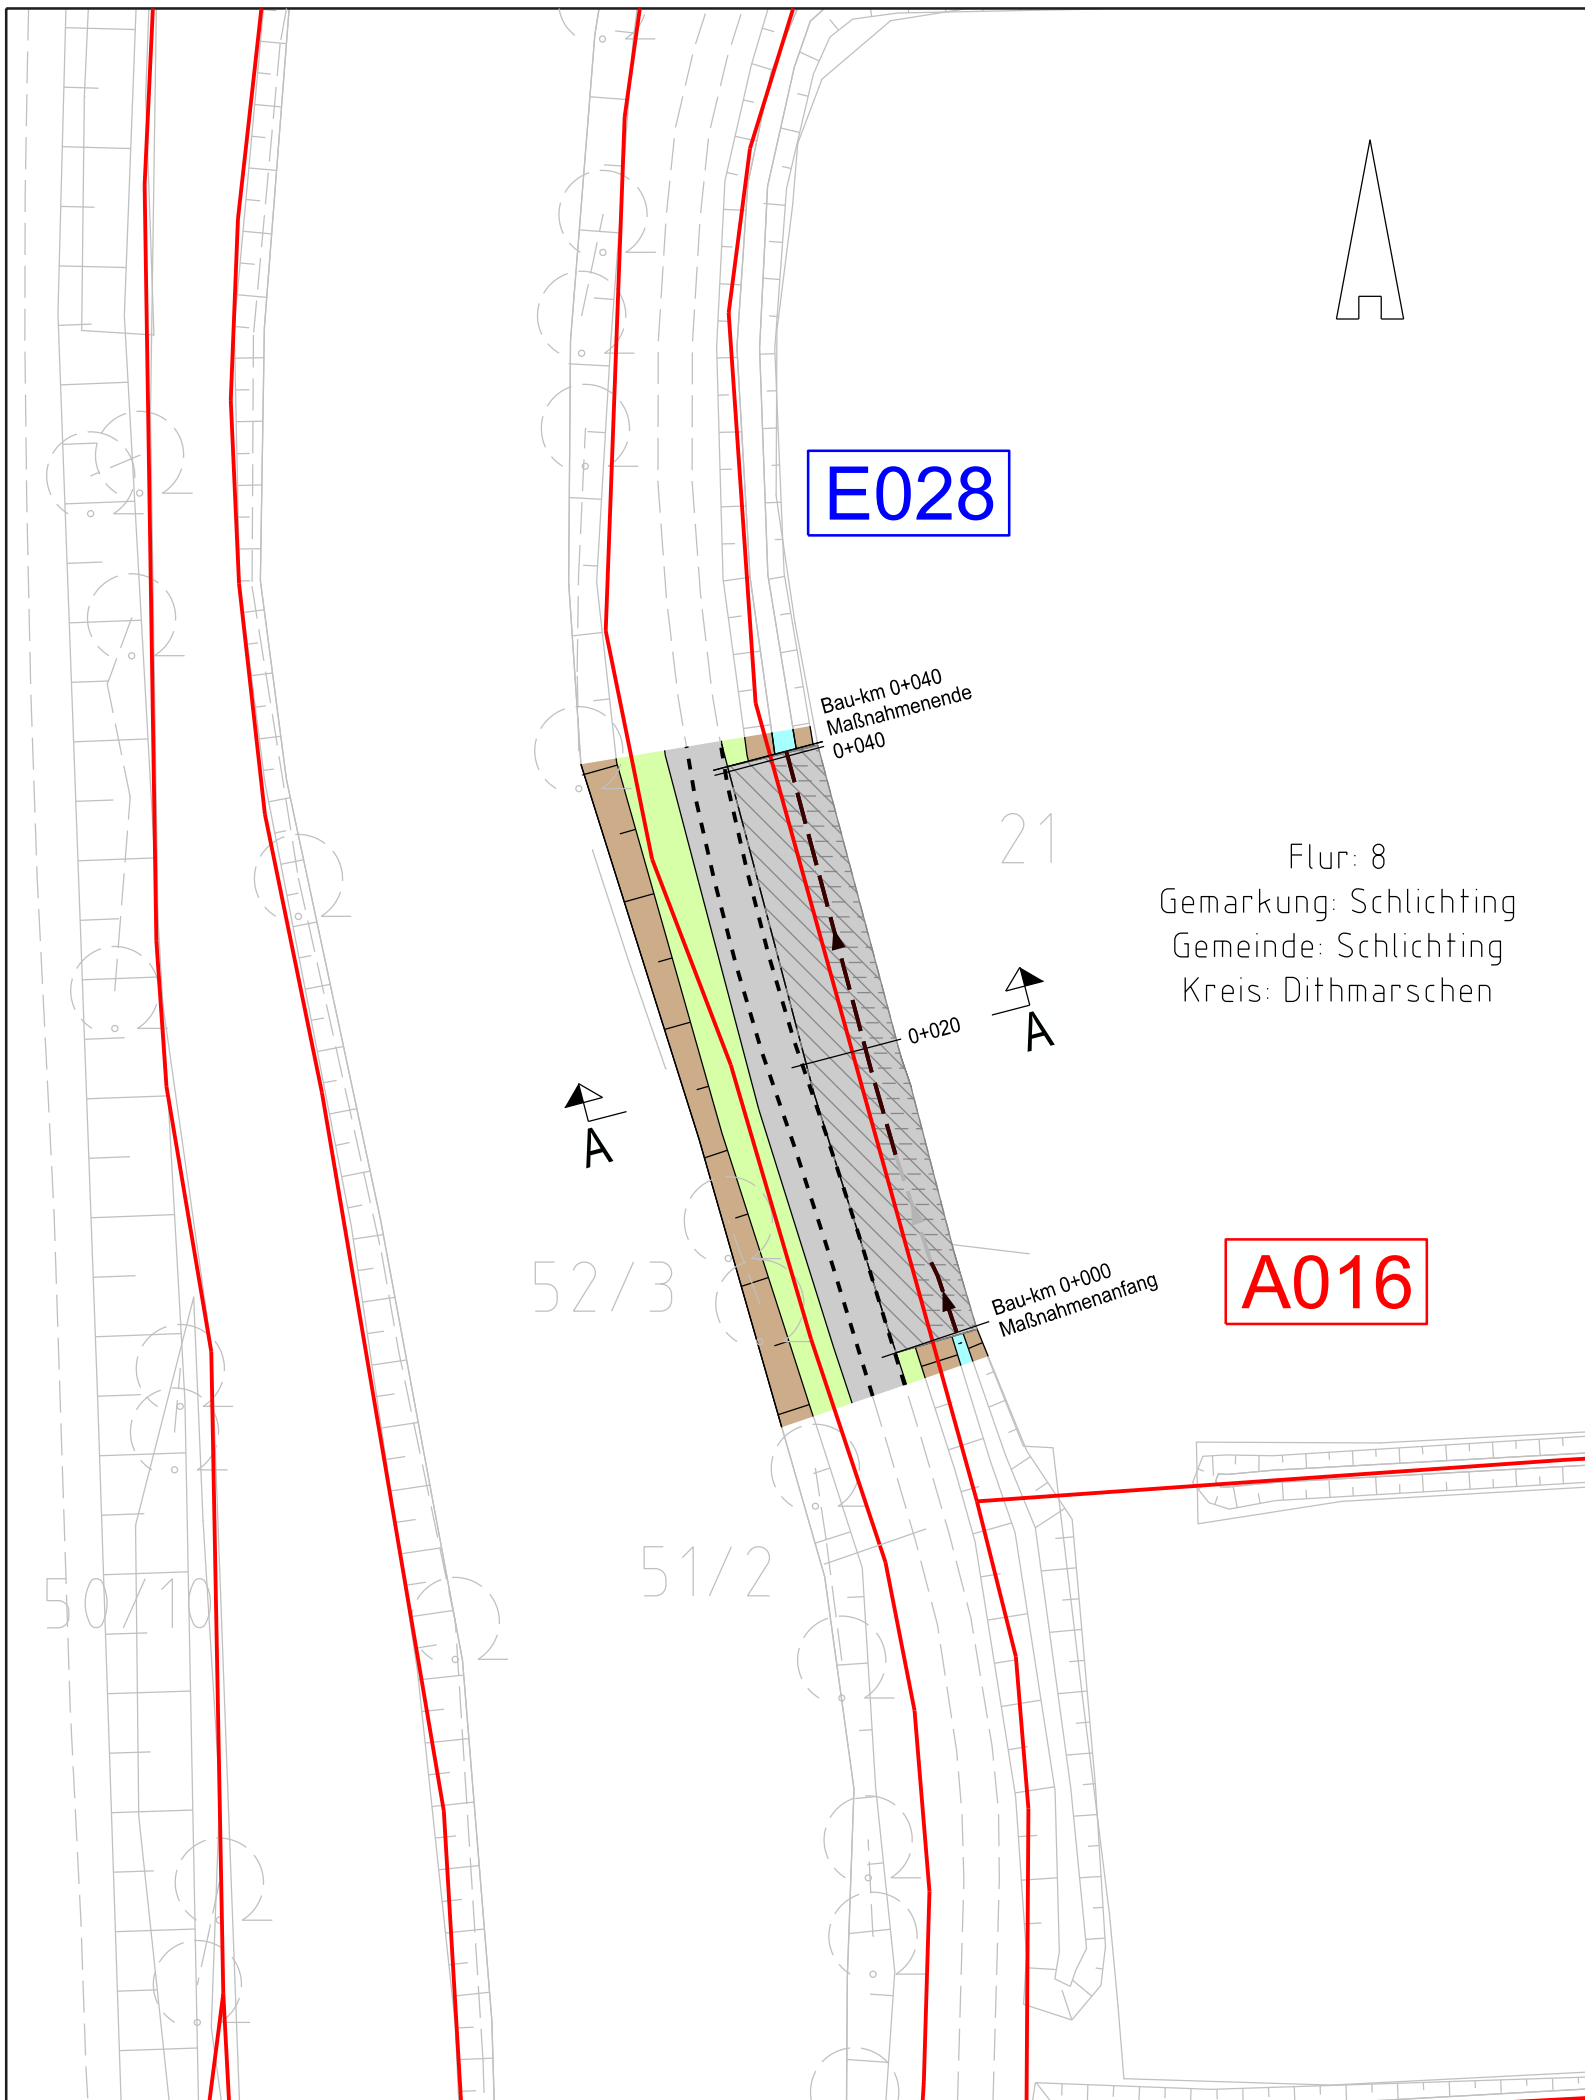 E028
Bau-km 0+040
Maßnahmenende
0+040
21
Flur: 8
Gemarkung: Schlichting
Gemeinde: Schlichting
Kreis: Dithmarschen
0+020
A
A
52/3
Bau-km 0+000
Maßnahmenanfang
A016
51/2
50/10